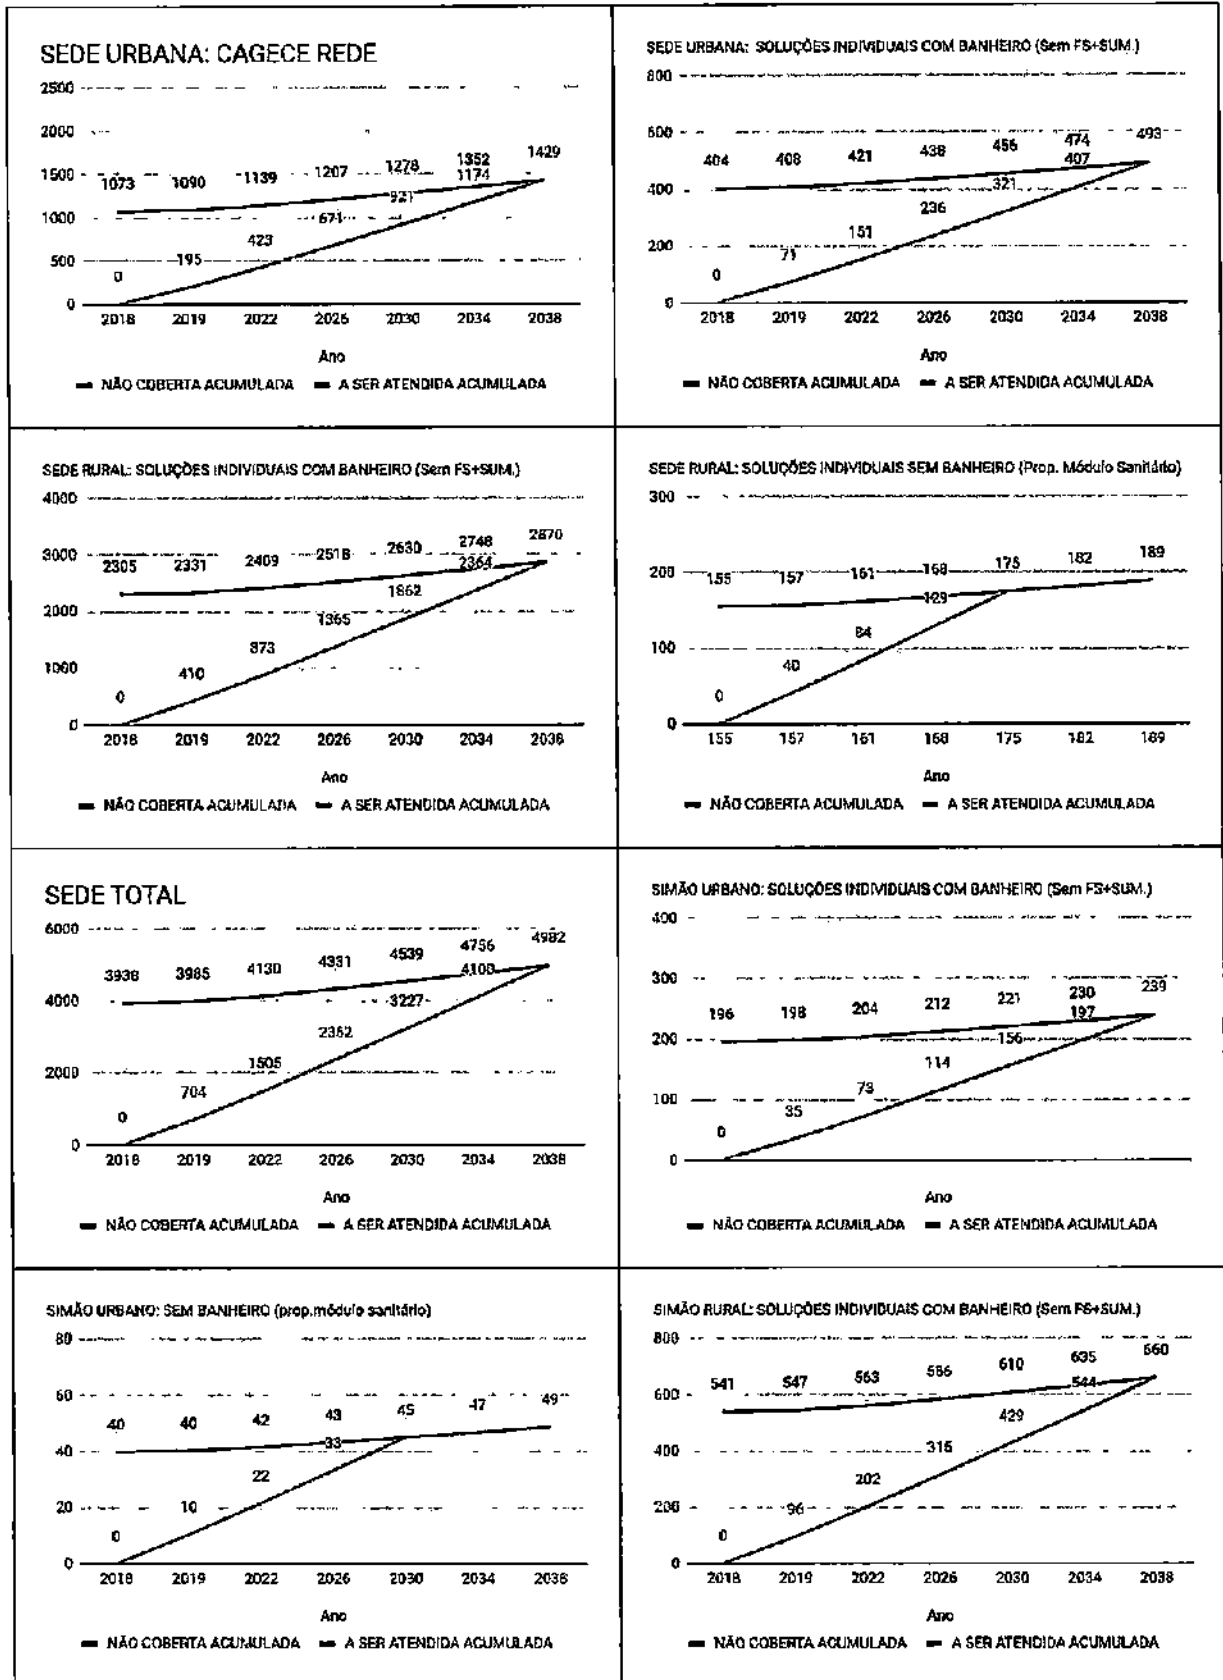 SEDE URBANA: CAGECE REDE
2500
2000
1500
1000
500
0
1073 1090 1139 1207 1278 1352 1429
0 195 423 671 921 1174
2018 2019 2022 2026 2030 2034 2038
Ano
NÃO COBERTA ACUMULADA A SER ATENDIDA ACUMULADA
SEDE URBANA: SOLUÇÕES INDIVIDUAIS COM BANHEIRO (Sem FS+SUM.)
800
600
400
200
0
404 408 421 438 456 474 493
0 71 151 236 321 407
2018 2019 2022 2026 2030 2034 2038
Ano
NÃO COBERTA ACUMULADA A SER ATENDIDA ACUMULADA
SEDE RURAL: SOLUÇÕES INDIVIDUAIS COM BANHEIRO (Sem FS+SUM.)
4000
3000
2000
1000
0
2305 2331 2409 2518 2630 2748 2870
0 410 873 1365 1862 2364
2018 2019 2022 2026 2030 2034 2038
Ano
NÃO COBERTA ACUMULADA A SER ATENDIDA ACUMULADA
SEDE RURAL: SOLUÇÕES INDIVIDUAIS SEM BANHEIRO (Prop. Módulo Sanitário)
300
200
100
0
155 157 161 168 175 182 189
0 40 84 129
155 157 161 168 175 182 189
Ano
NÃO COBERTA ACUMULADA A SER ATENDIDA ACUMULADA
SEDE TOTAL
6000
4000
2000
0
3938 3985 4130 4331 4539 4756 4982
0 704 1505 2362 3227 4100
2018 2019 2022 2026 2030 2034 2038
Ano
NÃO COBERTA ACUMULADA A SER ATENDIDA ACUMULADA
SIMÃO URBANO: SOLUÇÕES INDIVIDUAIS COM BANHEIRO (Sem FS+SUM.)
400
300
200
100
0
196 198 204 212 221 230 239
0 35 73 114 156 197
Ano
NÃO COBERTA ACUMULADA A SER ATENDIDA ACUMULADA
SIMÃO URBANO: SEM BANHEIRO (prop.módulo sanitário)
80
60
40
20
0
40 40 42 43 45 47 49
0 10 22 33
2018 2019 2022 2026 2030 2034 2038
Ano
NÃO COBERTA ACUMULADA A SER ATENDIDA ACUMULADA
SIMÃO RURAL: SOLUÇÕES INDIVIDUAIS COM BANHEIRO (Sem FS+SUM.)
800
600
400
200
0
541 547 563 586 610 635 660
0 96 202 315 429 544
2018 2019 2022 2026 2030 2034 2038
Ano
NÃO COBERTA ACUMULADA A SER ATENDIDA ACUMULADA